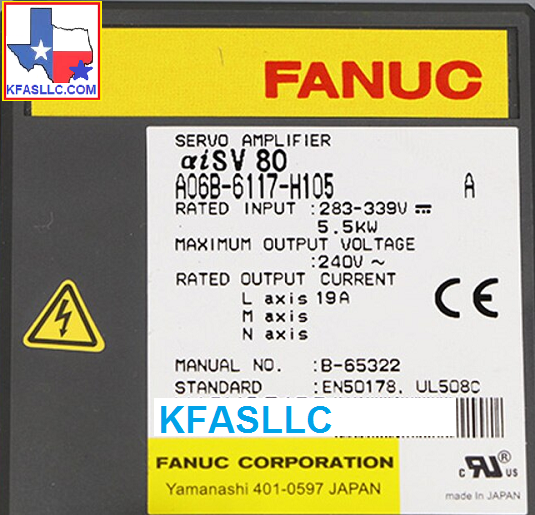 KFASLLC.COM
FANUC
SERVO AMPLIFIER
αiSV 80
A06B-6117-H105 A
RATED INPUT :283-339V ⎓
5.5kW
MAXIMUM OUTPUT VOLTAGE
:240V ~
RATED OUTPUT CURRENT
L axis 19A
M axis
N axis
CE
MANUAL NO. :B-65322
STANDARD :EN50178, UL508C
KFASLLC
FANUC CORPORATION
Yamanashi 401-0597 JAPAN
c RU US
made in JAPAN